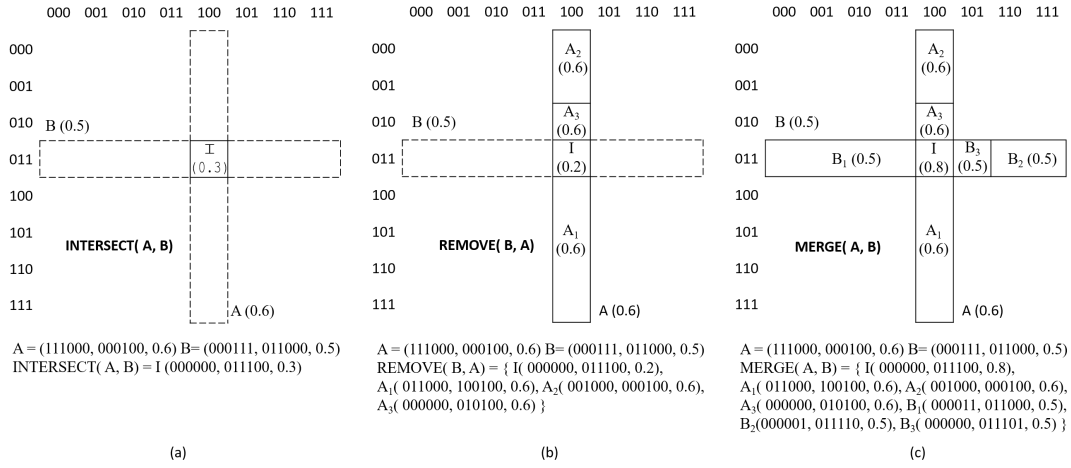 000 001 010 011 100 101 110 111
000
001
010
B (0.5)
011
I
(0.3)
100
101
INTERSECT( A, B)
110
111
A (0.6)
A = (111000, 000100, 0.6) B= (000111, 011000, 0.5)
INTERSECT( A, B) = I (000000, 011100, 0.3)
(a)
000 001 010 011 100 101 110 111
000
A₂
(0.6)
001
010
B (0.5)
A₃
(0.6)
011
I
(0.2)
100
101
A₁
(0.6)
REMOVE( B, A)
110
111
A (0.6)
A = (111000, 000100, 0.6) B= (000111, 011000, 0.5)
REMOVE( B, A) = { I( 000000, 011100, 0.2),
A₁( 011000, 100100, 0.6), A₂( 001000, 000100, 0.6),
A₃( 000000, 010100, 0.6) }
(b)
000 001 010 011 100 101 110 111
000
A₂
(0.6)
001
010
B (0.5)
A₃
(0.6)
011
B₁ (0.5)
I
(0.8)
B₃
(0.5)
B₂ (0.5)
100
101
A₁
(0.6)
MERGE( A, B)
110
111
A (0.6)
A = (111000, 000100, 0.6) B= (000111, 011000, 0.5)
MERGE( A, B) = { I( 000000, 011100, 0.8),
A₁( 011000, 100100, 0.6), A₂( 001000, 000100, 0.6),
A₃( 000000, 010100, 0.6), B₁( 000011, 011000, 0.5),
B₂(000001, 011110, 0.5), B₃( 000000, 011101, 0.5) }
(c)